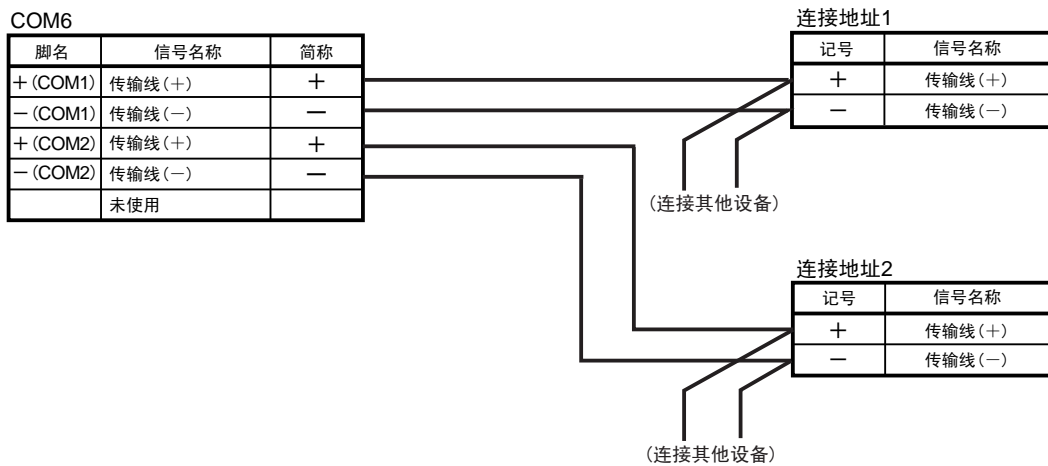 COM6
脚名 信号名称 简称
＋(COM1) 传输线(＋) ＋
－(COM1) 传输线(－) －
＋(COM2) 传输线(＋) ＋
－(COM2) 传输线(－) －
未使用
连接地址1
记号 信号名称
＋ 传输线(＋)
－ 传输线(－)
(连接其他设备)
连接地址2
记号 信号名称
＋ 传输线(＋)
－ 传输线(－)
(连接其他设备)